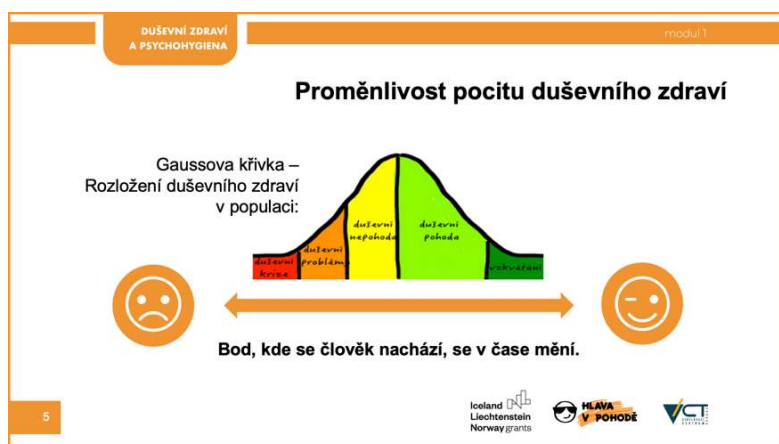 DUŠEVNÍ ZDRAVÍ
A PSYCHOHYGIENA
modul 1
Proměnlivost pocitu duševního zdraví
Gaussova křivka –
Rozložení duševního zdraví
v populaci:
duševní
krize
duševní
problém
duševní
nepohoda
duševní
pohoda
vzkvétání
Bod, kde se člověk nachází, se v čase mění.
5
Iceland
Liechtenstein
Norway grants
HLAVA
V POHODĚ
VCT